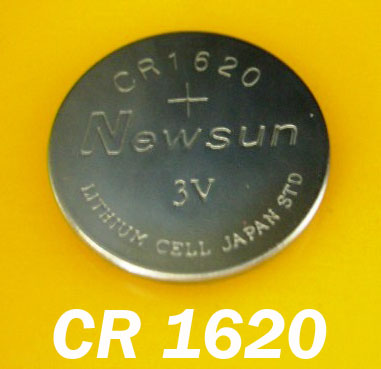 CR1620
+
Newsun
3V
LITHIUM CELL JAPAN STD
CR 1620